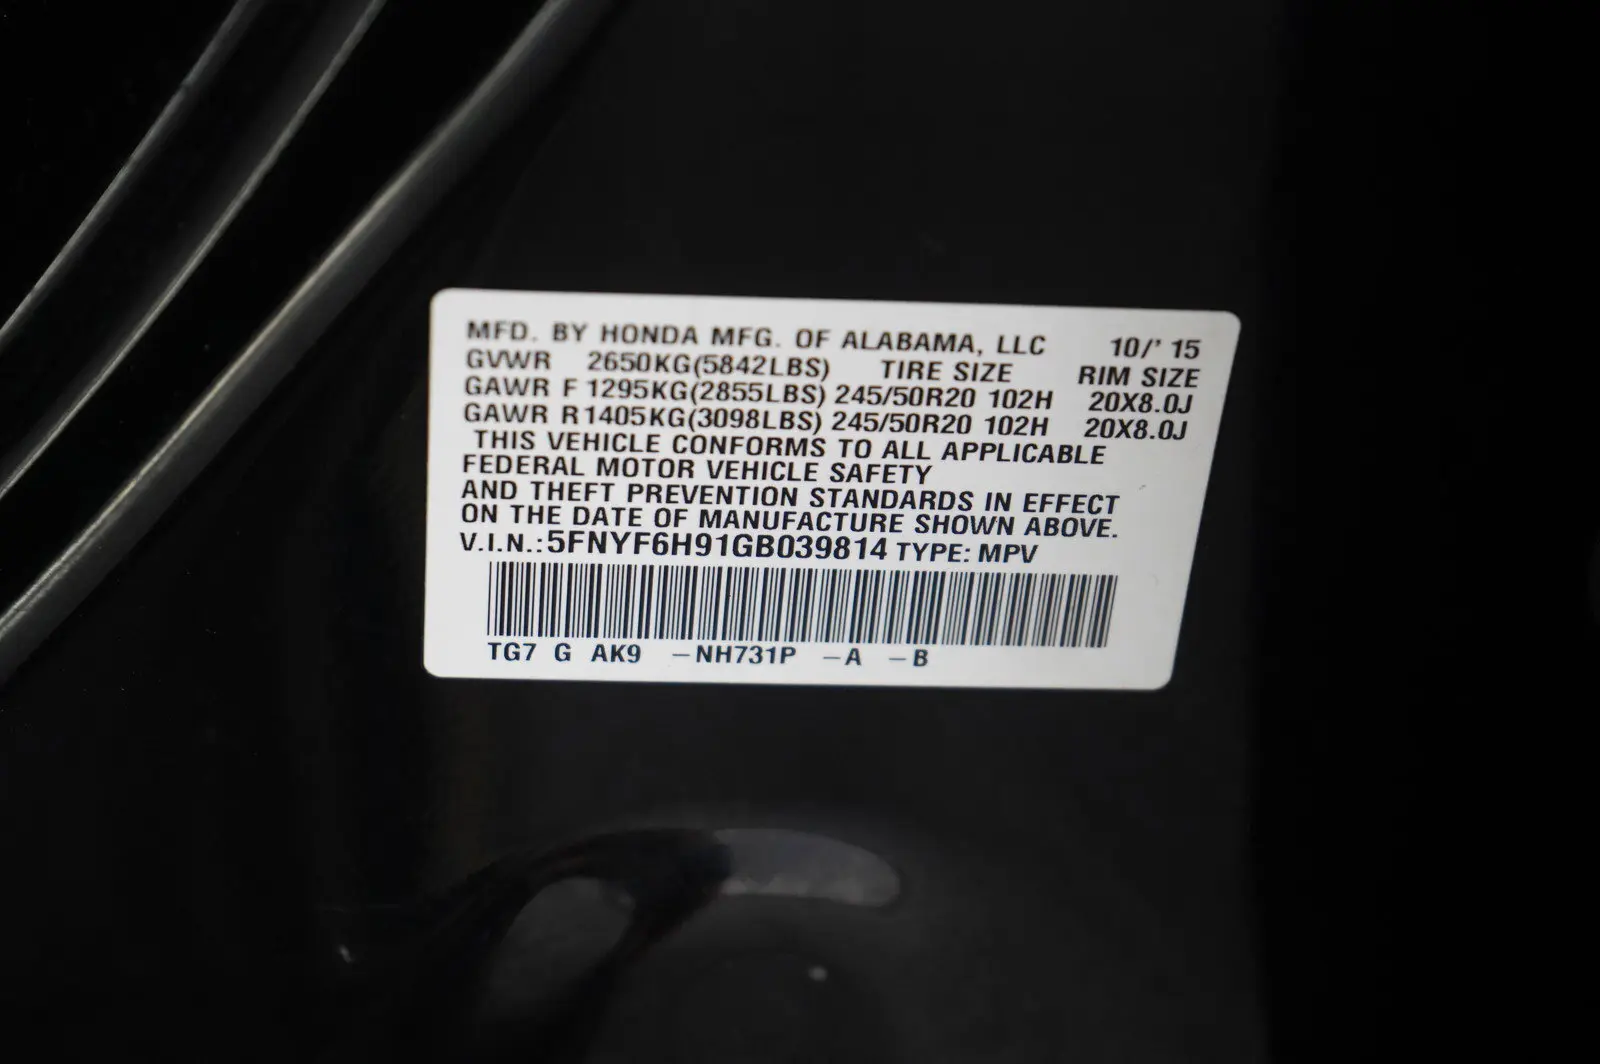 MFD. BY HONDA MFG. OF ALABAMA, LLC 10/' 15
GVWR 2650KG(5842LBS) TIRE SIZE RIM SIZE
GAWR F 1295KG(2855LBS) 245/50R20 102H 20X8.0J
GAWR R 1405KG(3098LBS) 245/50R20 102H 20X8.0J
THIS VEHICLE CONFORMS TO ALL APPLICABLE
FEDERAL MOTOR VEHICLE SAFETY
AND THEFT PREVENTION STANDARDS IN EFFECT
ON THE DATE OF MANUFACTURE SHOWN ABOVE.
V.I.N.:5FNYF6H91GB039814 TYPE: MPV
TG7 G AK9 –NH731P –A –B